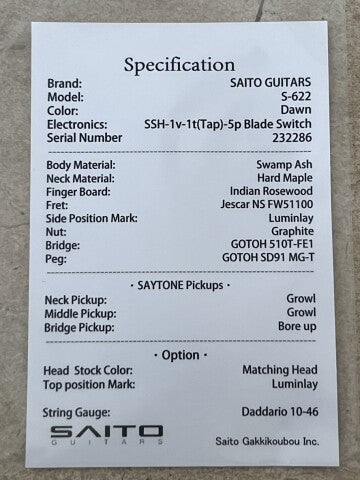 Specification
Brand: SAITO GUITARS
Model: S-622
Color: Dawn
Electronics: SSH-1v-1t(Tap)-5p Blade Switch
Serial Number 232286
Body Material: Swamp Ash
Neck Material: Hard Maple
Finger Board: Indian Rosewood
Fret: Jescar NS FW51100
Side Position Mark: Luminlay
Nut: Graphite
Bridge: GOTOH 510T-FE1
Peg: GOTOH SD91 MG-T
・SAYTONE Pickups・
Neck Pickup: Growl
Middle Pickup: Growl
Bridge Pickup: Bore up
・Option・
Head Stock Color: Matching Head
Top position Mark: Luminlay
String Gauge: Daddario 10-46
SAITO
GUITARS
Saito Gakkikoubou Inc.